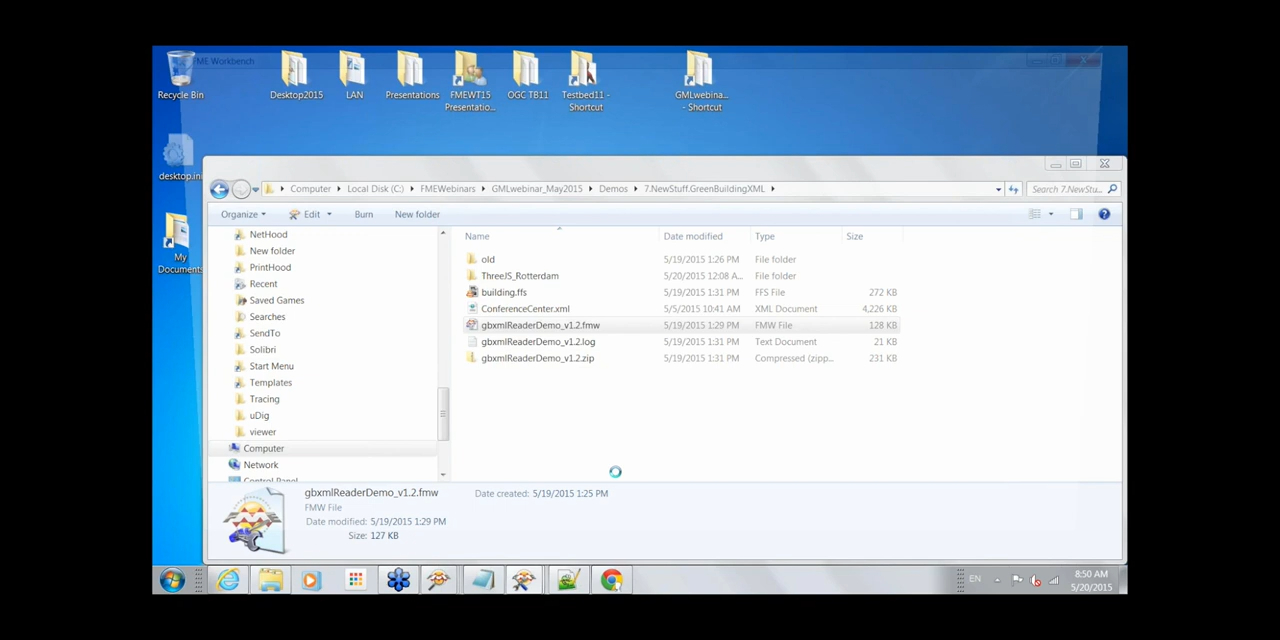 FME Workbench
Recycle Bin
Desktop2015
LAN
Presentations
FMEWT15
Presentatio...
OGC TB11
Testbed11 -
Shortcut
GMLwebina...
- Shortcut
desktop.ini
My
Documents
Computer
Local Disk (C:)
FMEWebinars
GMLwebinar_May2015
Demos
7.NewStuff.GreenBuildingXML
Search 7.NewStu...
Organize
Edit
Burn
New folder
NetHood
New folder
PrintHood
Recent
Saved Games
Searches
SendTo
Solibri
Start Menu
Templates
Tracing
uDig
viewer
Computer
Network
Control Panel
Name Date modified Type Size
old 5/19/2015 1:26 PM File folder
ThreeJS_Rotterdam 5/20/2015 12:08 A... File folder
building.ffs 5/19/2015 1:31 PM FFS File 272 KB
ConferenceCenter.xml 5/5/2015 10:41 AM XML Document 4,226 KB
gbxmlReaderDemo_v1.2.fmw 5/19/2015 1:29 PM FMW File 128 KB
gbxmlReaderDemo_v1.2.log 5/19/2015 1:31 PM Text Document 21 KB
gbxmlReaderDemo_v1.2.zip 5/19/2015 1:31 PM Compressed (zipp... 231 KB
gbxmlReaderDemo_v1.2.fmw
Date created: 5/19/2015 1:25 PM
FMW File
Date modified: 5/19/2015 1:29 PM
Size: 127 KB
EN
8:50 AM
5/20/2015